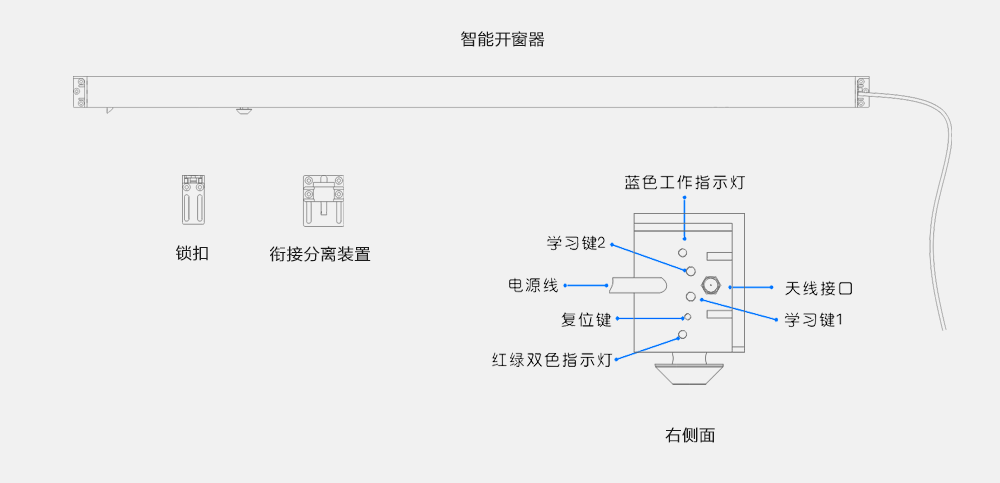 智能开窗器
锁扣
衔接分离装置
蓝色工作指示灯
学习键2
电源线
天线接口
复位键
学习键1
红绿双色指示灯
右侧面